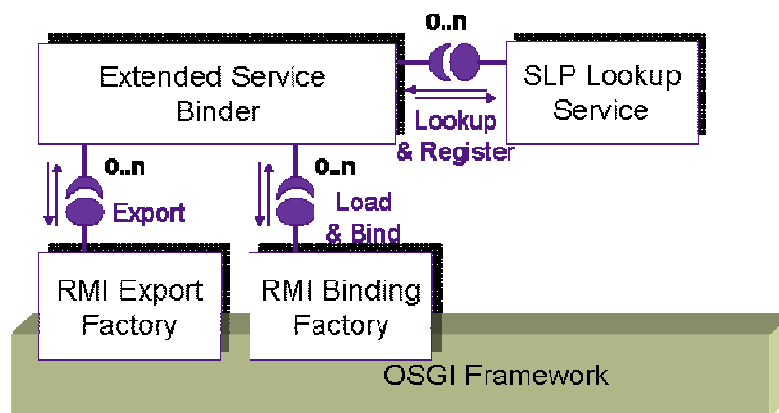 0..n
Extended Service
Binder
SLP Lookup
Service
Lookup
& Register
0..n
Export
0..n
Load
& Bind
RMI Export
Factory
RMI Binding
Factory
OSGI Framework